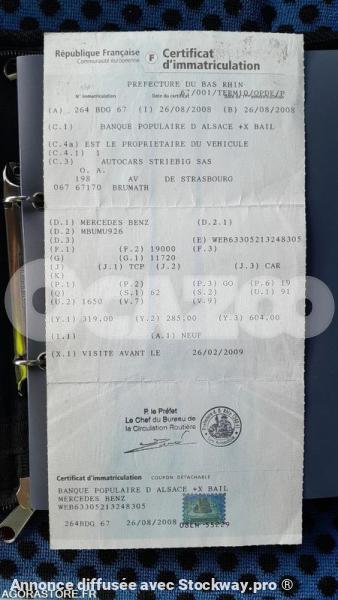 République Française
Communauté européenne
F
Certificat
d'immatriculation
PREFECTURE DU BAS RHIN
N° immatriculation
67/001/TERMID/OPDE/P
(A) 264 BDG 67 (I) 26/08/2008 (B) 26/08/2008
(C.1) BANQUE POPULAIRE D ALSACE +X BAIL
(C.4a) EST LE PROPRIETAIRE DU VEHICULE
(C.4.1) 1
(C.3) AUTOCARS STRIEBIG SAS
O. A.
198 AV DE STRASBOURG
067 67170 BRUMATH
(D.1) MERCEDES BENZ (D.2.1)
(D.2) MBUMU926
(D.3) (E) WEB63305213248305
(F.1) (F.2) 19000 (F.3)
(G) (G.1) 11720
(J) (J.1) TCP (J.2) (J.3) CAR
(K)
(P.1) (P.2) (P.3) GO (P.6) 19
(Q) (S.1) 62 (S.2) (U.1) 91
(U.2) 1650 (V.7) (V.9)
(Y.1) 319,00 (Y.2) 285,00 (Y.3) 604,00
(Z.1) (A.1) NEUF
(X.1) VISITE AVANT LE 26/02/2009
P. le Préfet
Le Chef du Bureau de
la Circulation Routière
Certificat d'immatriculation COUPON DÉTACHABLE
BANQUE POPULAIRE D ALSACE +X BAIL
MERCEDES BENZ
WEB63305213248305
264BDG 67 26/08/2008
Annonce diffusée avec Stockway.pro ®
AGORASTORE.FR